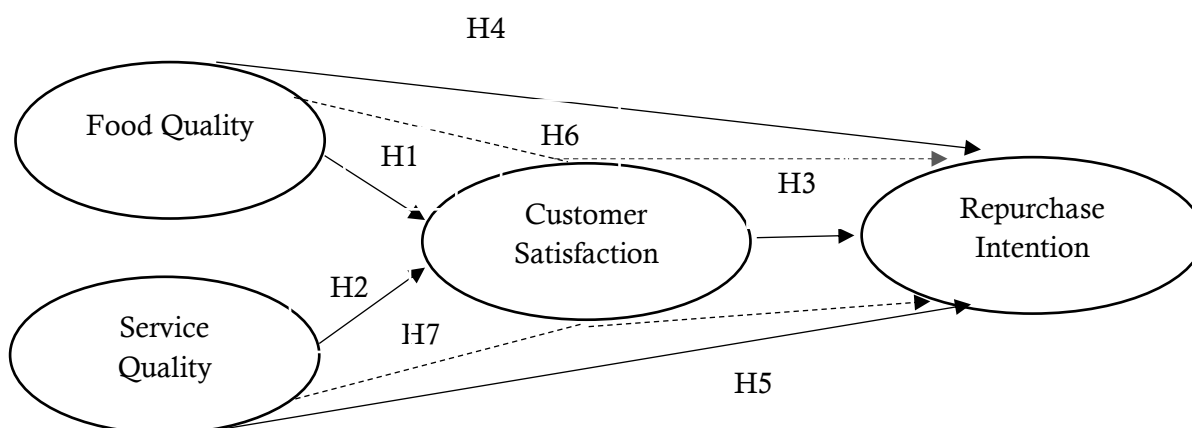 H4
Food Quality
H6
H1
H3
Customer
Satisfaction
Repurchase
Intention
H2
Service
Quality
H7
H5